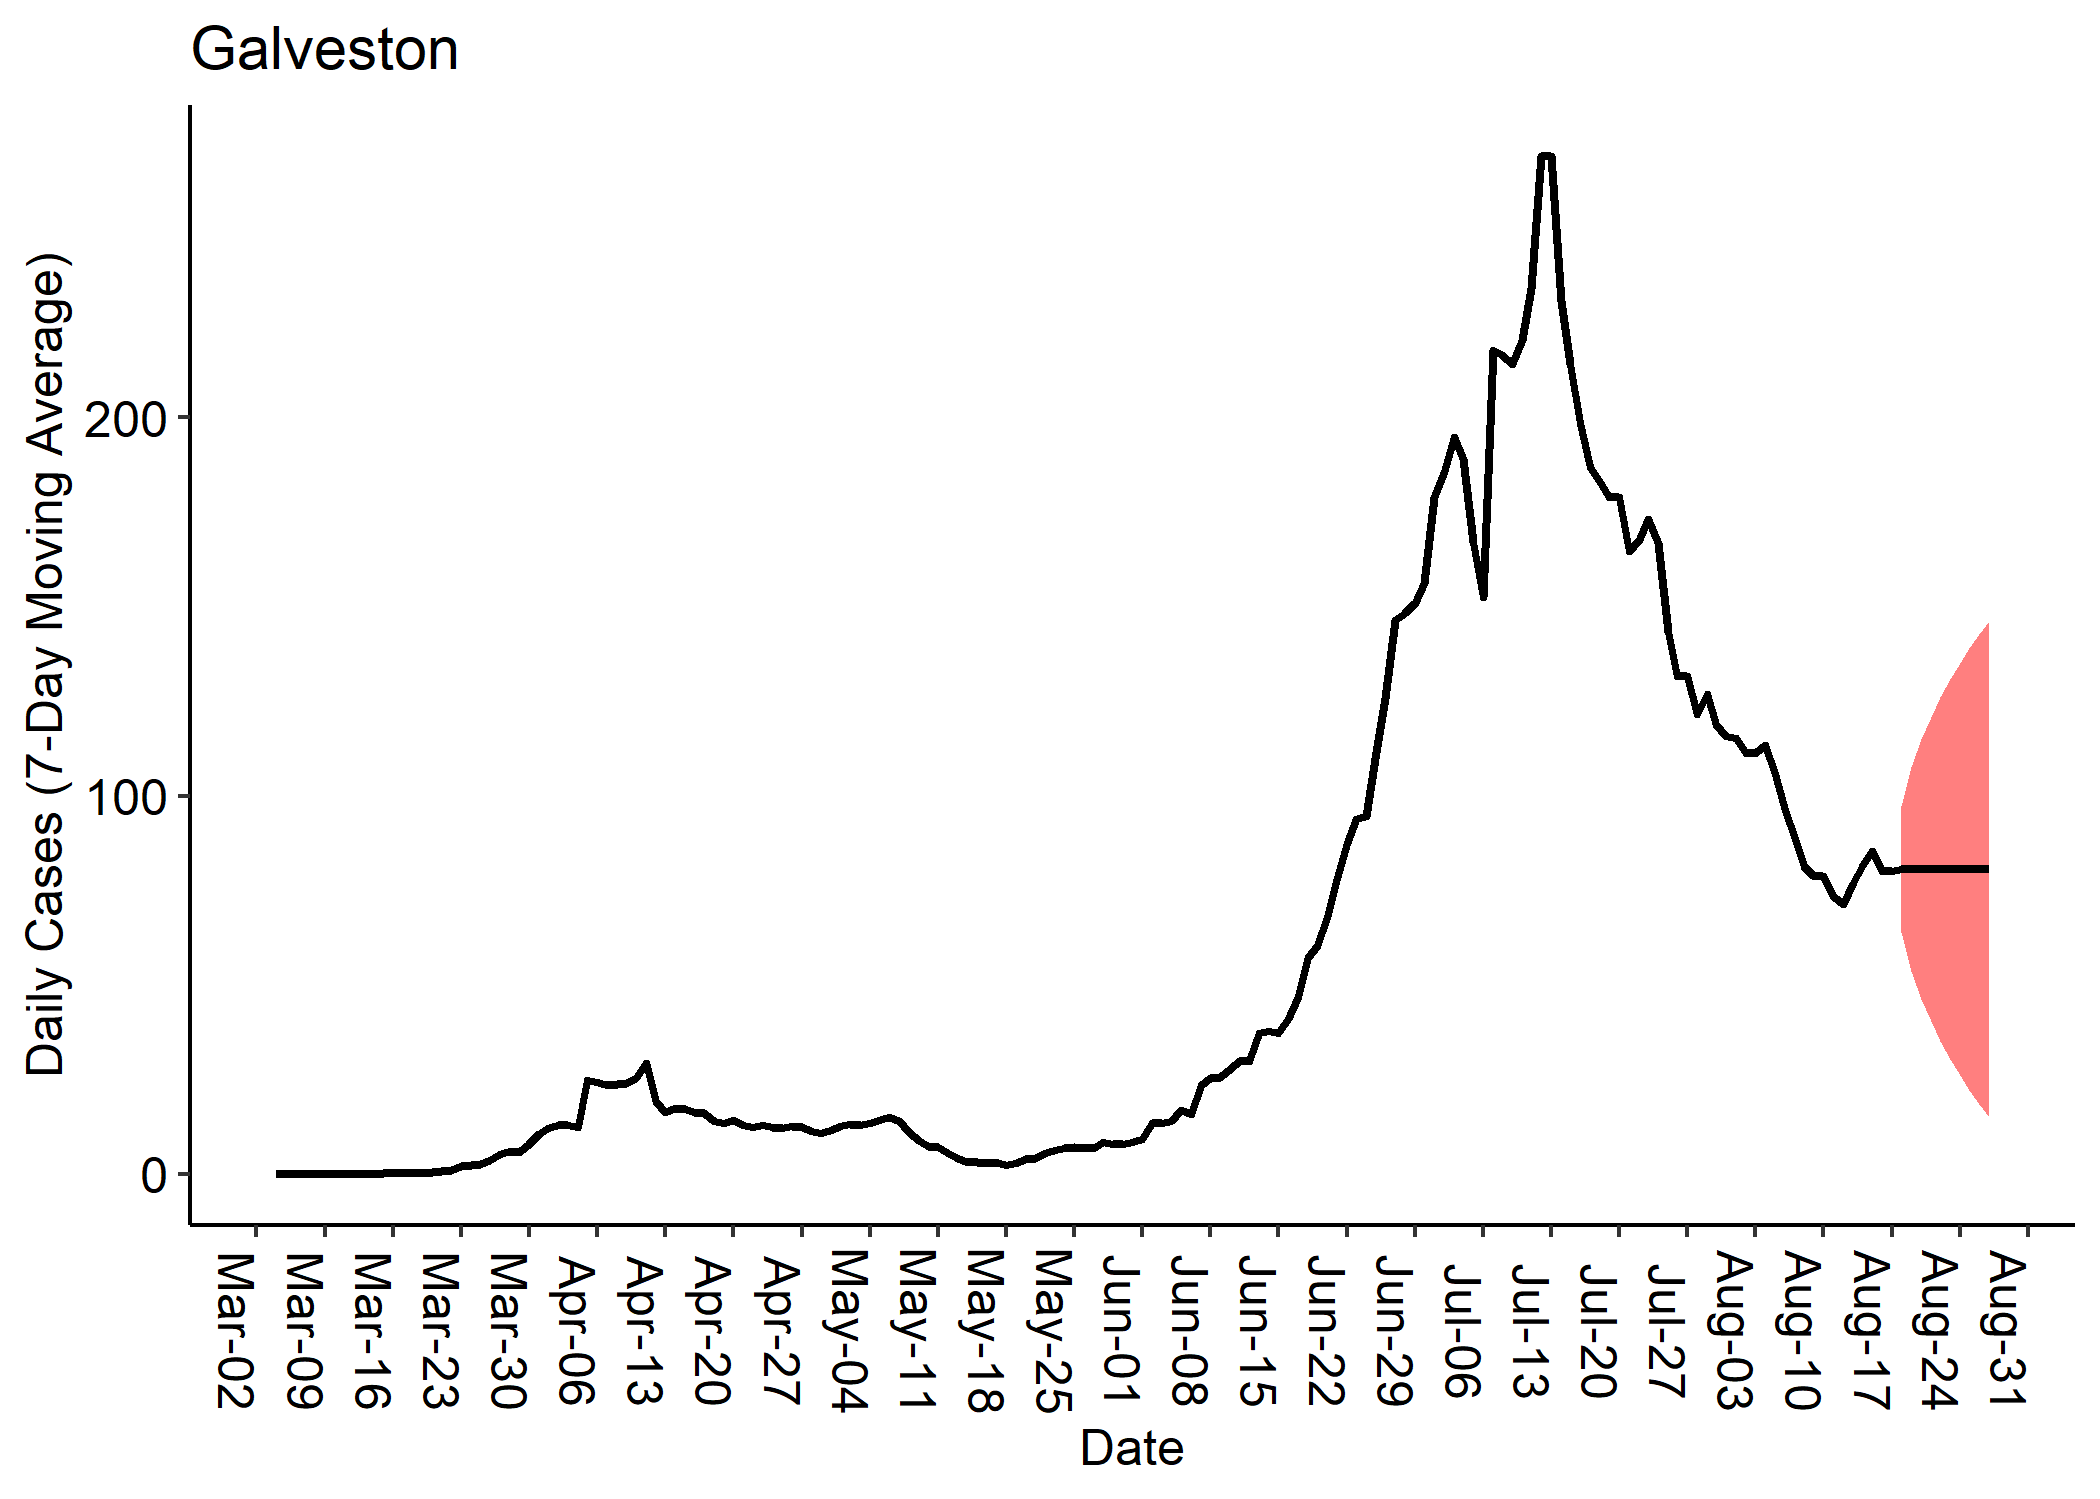 Galveston
Daily Cases (7-Day Moving Average)
200
100
0
Mar-02
Mar-09
Mar-16
Mar-23
Mar-30
Apr-06
Apr-13
Apr-20
Apr-27
May-04
May-11
May-18
May-25
Jun-01
Jun-08
Jun-15
Jun-22
Jun-29
Jul-06
Jul-13
Jul-20
Jul-27
Aug-03
Aug-10
Aug-17
Aug-24
Aug-31
Date